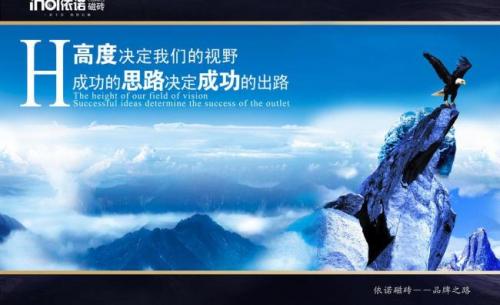 inol依诺磁砖
H高度决定我们的视野
成功的思路决定成功的出路
The height of our field of vision
Successful ideas determine the success of the outlet
依诺磁砖——品牌之路